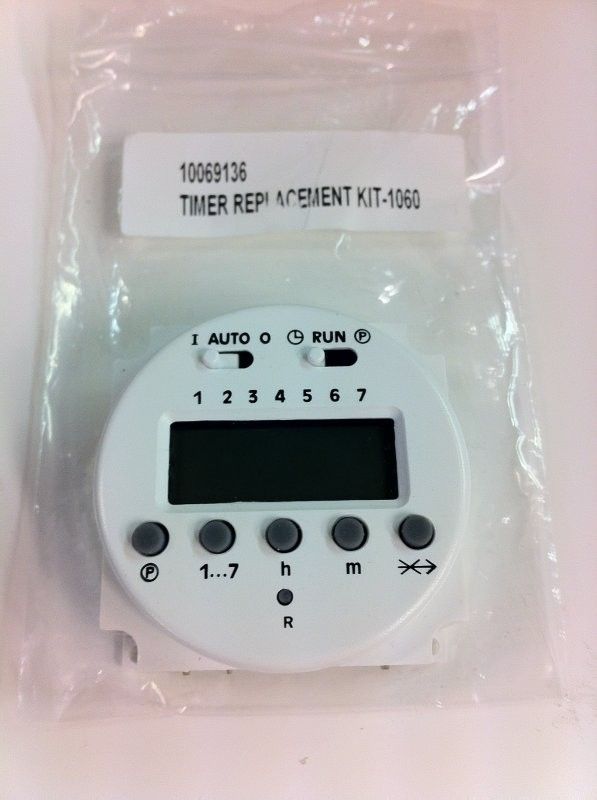 10069136
TIMER REPLACEMENT KIT-1060
I AUTO O RUN P
1 2 3 4 5 6 7
P 1...7 h m
R